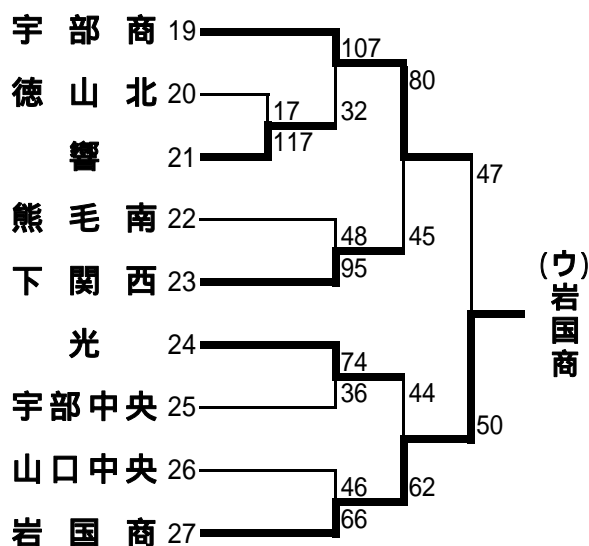 宇部商 19
徳山北 20
響 21
熊毛南 22
下関西 23
光 24
宇部中央 25
山口中央 26
岩国商 27
17
117
107
32
48
95
74
36
46
66
80
45
44
62
47
50
(ウ)岩国商